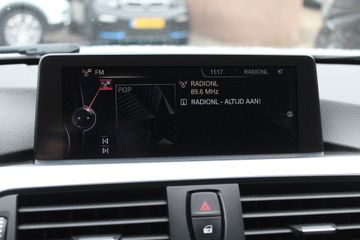 FM 11:17 RADIONL
RADIONL
89.6 MHz
POP
RADIONL - ALTIJD AAN!